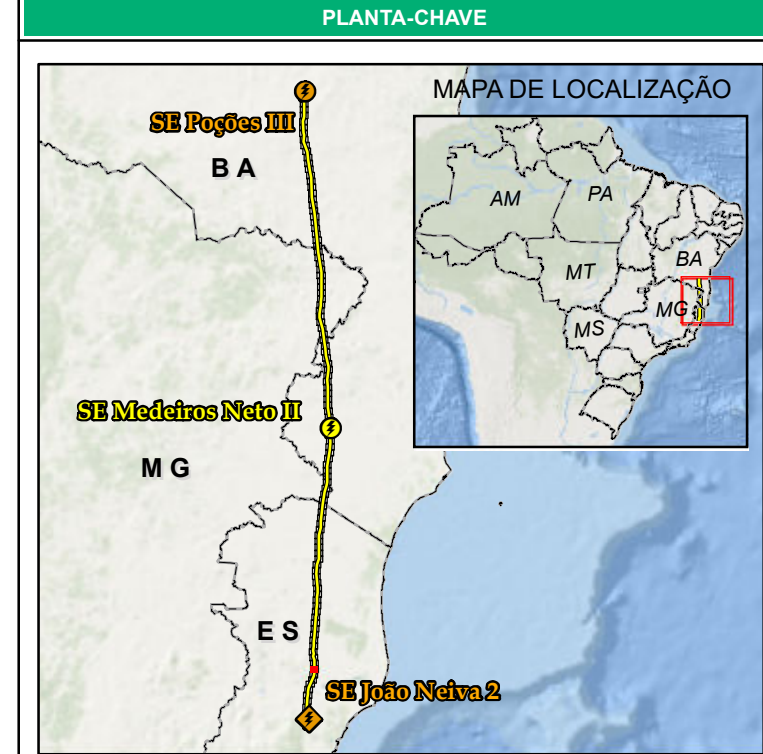 PLANTA-CHAVE
MAPA DE LOCALIZAÇÃO
SE Poções III
B A
AM
PA
BA
MT
MG
MS
SE Medeiros Neto II
M G
E S
SE João Neiva 2